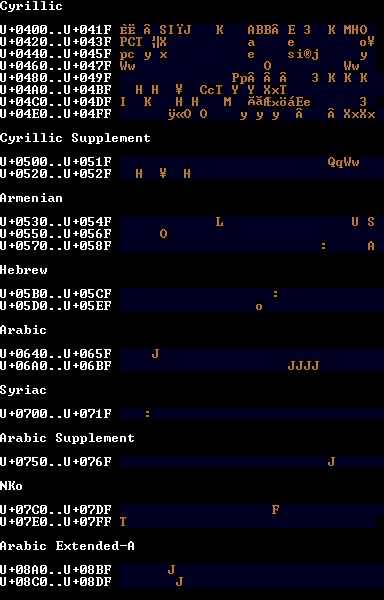 Cyrillic
U+0400..U+041F ÈË Â SIÏJ K ABBâ E 3 K MHO
U+0420..U+043F PCT ¦X a e o¥
U+0440..U+045F pc y x e si®j y
U+0460..U+047F Ww O Ww
U+0480..U+049F Ppâ â â 3 K K K
U+04A0..U+04BF H H ¥ CcT Y Y XxT
U+04C0..U+04DF I K H H M ÄäÆxöáEe 3
U+04E0..U+04FF ÿ«O O y y y â â XxXx
Cyrillic Supplement
U+0500..U+051F QqWw
U+0520..U+052F H ¥ H
Armenian
U+0530..U+054F L U S
U+0550..U+056F O
U+0570..U+058F : A
Hebrew
U+05B0..U+05CF :
U+05D0..U+05EF o
Arabic
U+0640..U+065F J
U+06A0..U+06BF JJJJ
Syriac
U+0700..U+071F :
Arabic Supplement
U+0750..U+076F J
NKo
U+07C0..U+07DF F
U+07E0..U+07FF T
Arabic Extended-A
U+08A0..U+08BF J
U+08C0..U+08DF J